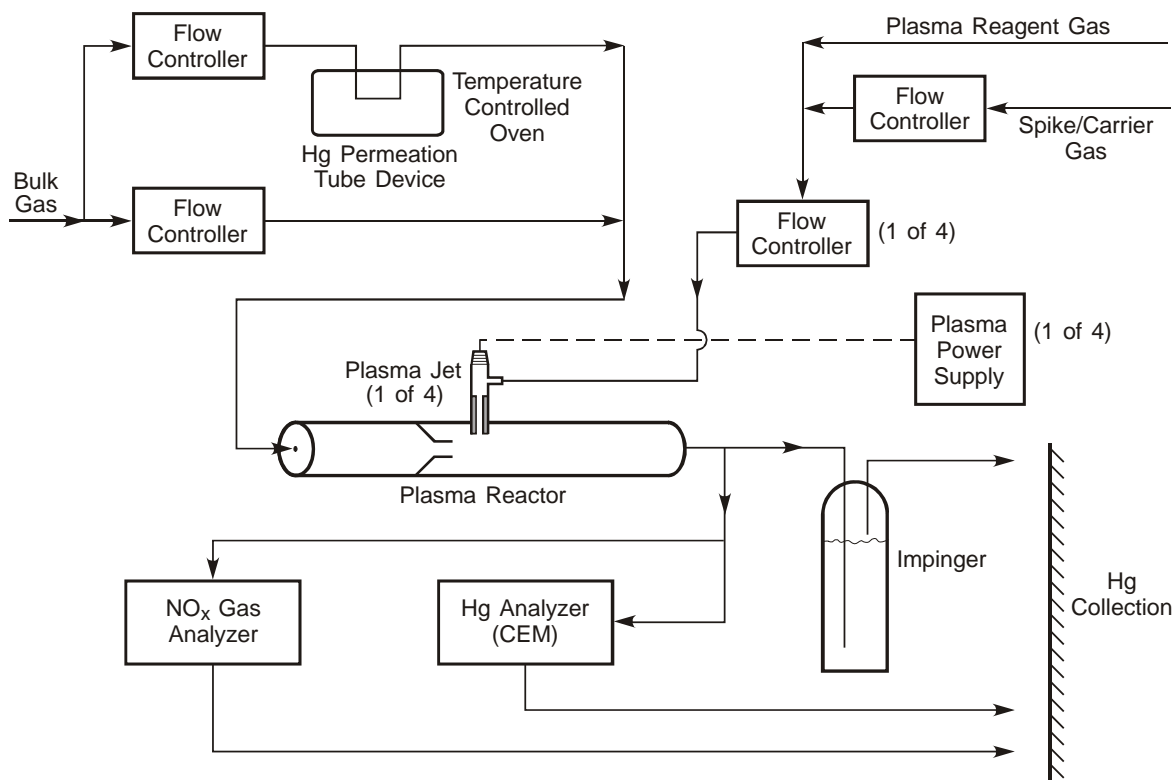 Flow
Controller
Temperature
Controlled
Oven
Hg Permeation
Tube Device
Bulk
Gas
Flow
Controller
Plasma Reagent Gas
Flow
Controller
Spike/Carrier
Gas
Flow
Controller
(1 of 4)
Plasma
Power
Supply
(1 of 4)
Plasma Jet
(1 of 4)
Plasma Reactor
Impinger
Hg
Collection
NOx Gas
Analyzer
Hg Analyzer
(CEM)